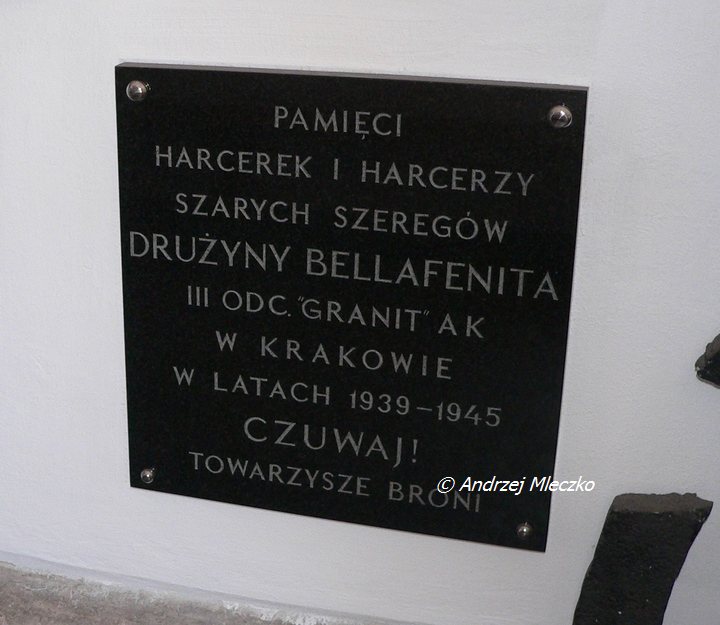 PAMIĘCI
HARCEREK I HARCERZY
SZARYCH SZEREGÓW
DRUŻYNY BELLAFENITA
III ODC. "GRANIT" AK
W KRAKOWIE
W LATACH 1939-1945
CZUWAJ!
TOWARZYSZE BRONI
© Andrzej Mleczko